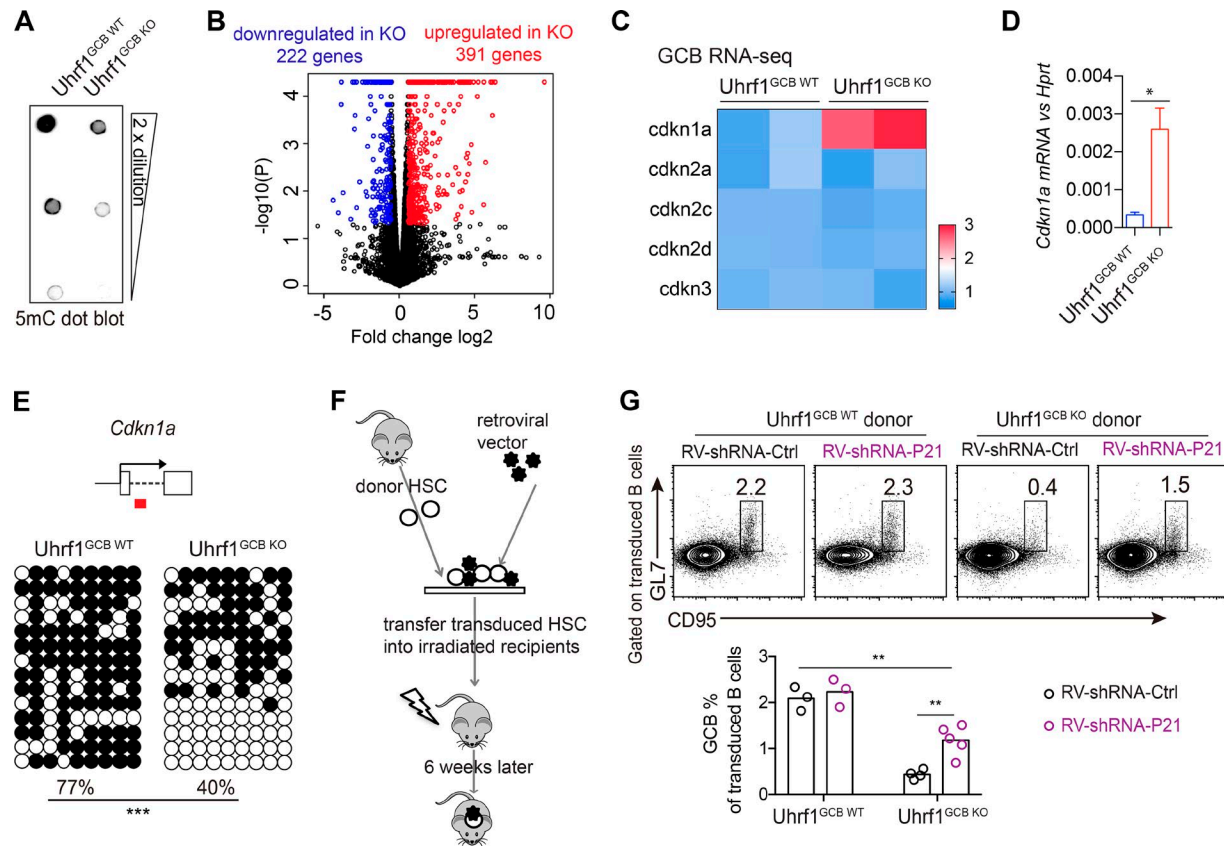 A
Uhrf1GCB WT
Uhrf1GCB KO
2 x dilution
5mC dot blot
B
downregulated in KO
222 genes
upregulated in KO
391 genes
-log10(P)
4
3
2
1
0
-5
0
5
10
Fold change log2
C
GCB RNA-seq
Uhrf1GCB WT
Uhrf1GCB KO
cdkn1a
cdkn2a
cdkn2c
cdkn2d
cdkn3
3
2
1
D
Cdkn1a mRNA vs Hprt
0.004
0.003
0.002
0.001
0.000
*
Uhrf1GCB WT
Uhrf1GCB KO
E
Cdkn1a
Uhrf1GCB WT
Uhrf1GCB KO
77%
40%
***
F
retroviral
vector
donor HSC
transfer transduced HSC
into irradiated recipients
6 weeks later
G
Uhrf1GCB WT donor
Uhrf1GCB KO donor
RV-shRNA-Ctrl
RV-shRNA-P21
RV-shRNA-Ctrl
RV-shRNA-P21
2.2
2.3
0.4
1.5
Gated on transduced B cells
GL7
CD95
GCB %
of transduced B cells
3
2
1
0
**
**
RV-shRNA-Ctrl
RV-shRNA-P21
Uhrf1GCB WT
Uhrf1GCB KO